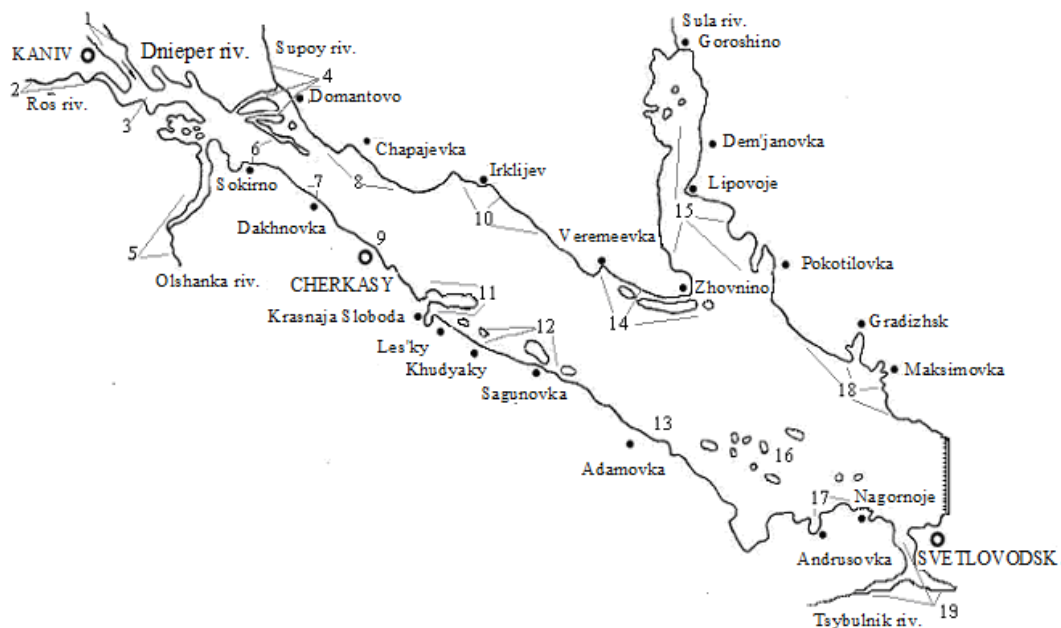 1
Sula riv.
Goroshino
KANIV
Dnieper riv.
Supoy riv.
2
Roś riv.
4
Domantovo
3
Chapajevka
Dem'janovka
6
Sokirno
8
Irklijev
Lipovoje
7
Dakhnovka
10
15
5
9
Veremeevka
Pokotilovka
Olshanka riv.
CHERKASY
Zhovnino
11
Krasnaja Sloboda
12
14
Gradizhsk
Les'ky
Khudyaky
Maksimovka
Sagunovka
18
13
16
Adamovka
17
Nagornoje
Andrusovka
SVETLOVODSK
19
Tsybulnik riv.